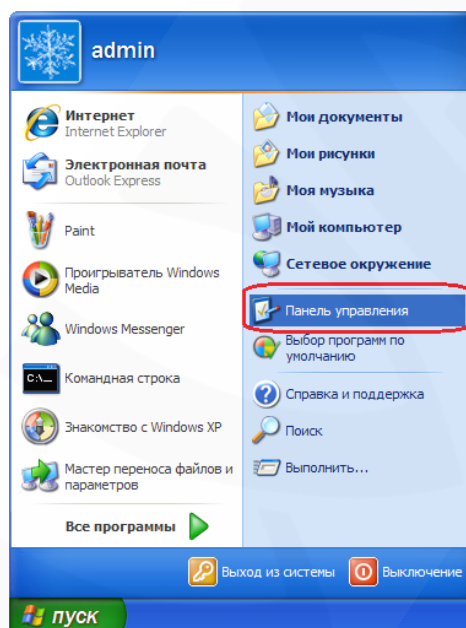 admin
Интернет
Internet Explorer
Электронная почта
Outlook Express
Paint
Проигрыватель Windows
Media
Windows Messenger
C:\_
Командная строка
Знакомство с Windows XP
Мастер переноса файлов и
параметров
Все программы
Мои документы
Мои рисунки
Моя музыка
Мой компьютер
Сетевое окружение
Панель управления
Выбор программ по
умолчанию
Справка и поддержка
Поиск
Выполнить...
Выход из системы
Выключение
пуск